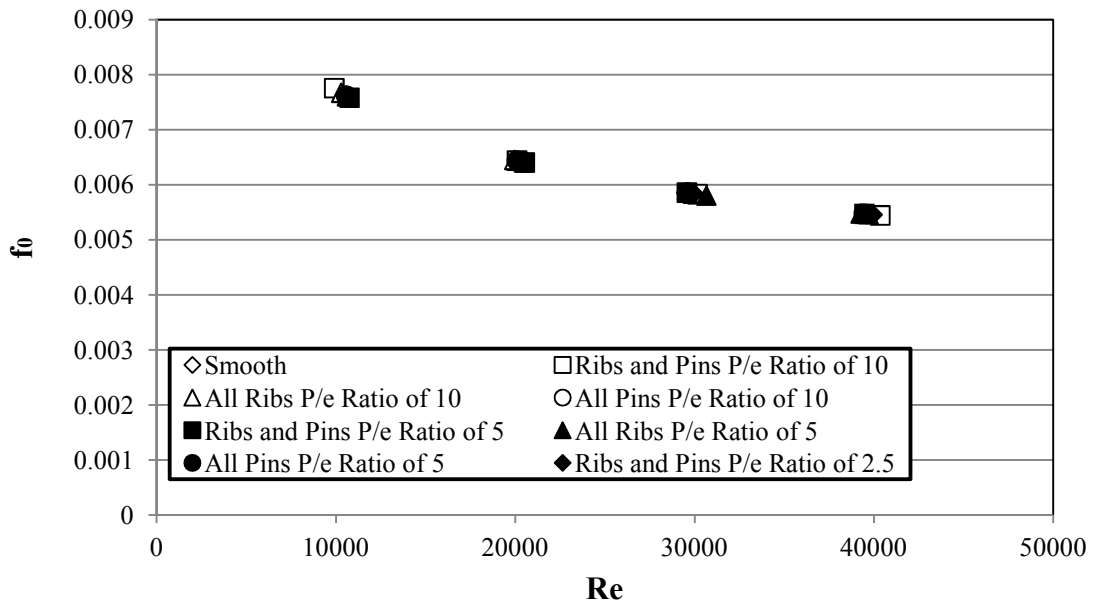 0.009
0.008
0.007
0.006
0.005
0.004
0.003
0.002
0.001
0
f0
Smooth
Ribs and Pins P/e Ratio of 10
All Ribs P/e Ratio of 10
All Pins P/e Ratio of 10
Ribs and Pins P/e Ratio of 5
All Ribs P/e Ratio of 5
All Pins P/e Ratio of 5
Ribs and Pins P/e Ratio of 2.5
0 10000 20000 30000 40000 50000
Re